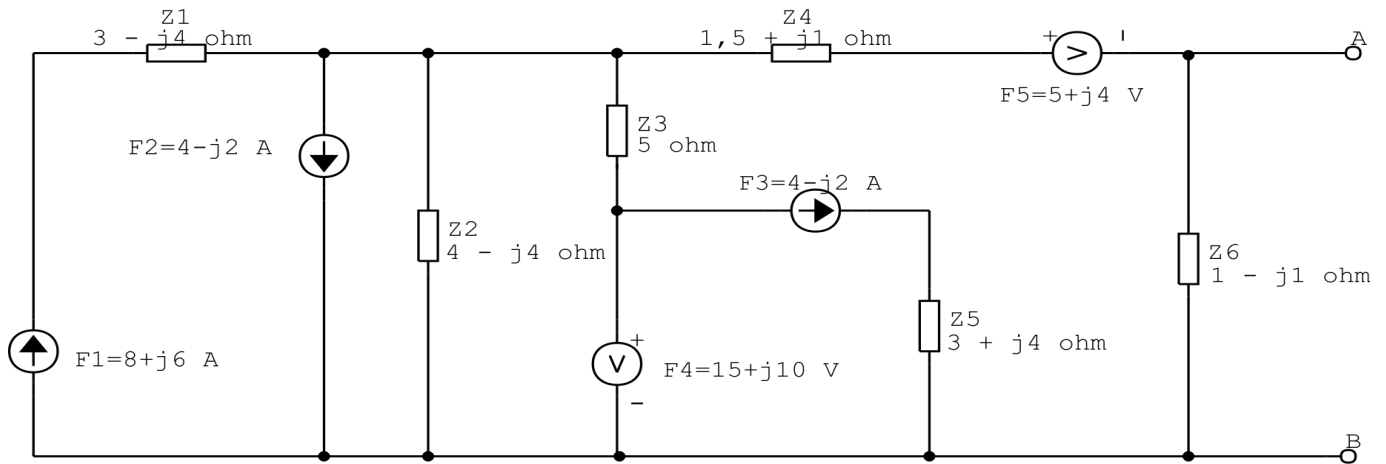 Z1
3 - j4 ohm
Z4
1,5 + j1 ohm
+ -
A
F5=5+j4 V
F2=4-j2 A
Z3
5 ohm
F3=4-j2 A
Z2
4 - j4 ohm
Z6
1 - j1 ohm
Z5
3 + j4 ohm
+
V
F1=8+j6 A
F4=15+j10 V
-
B